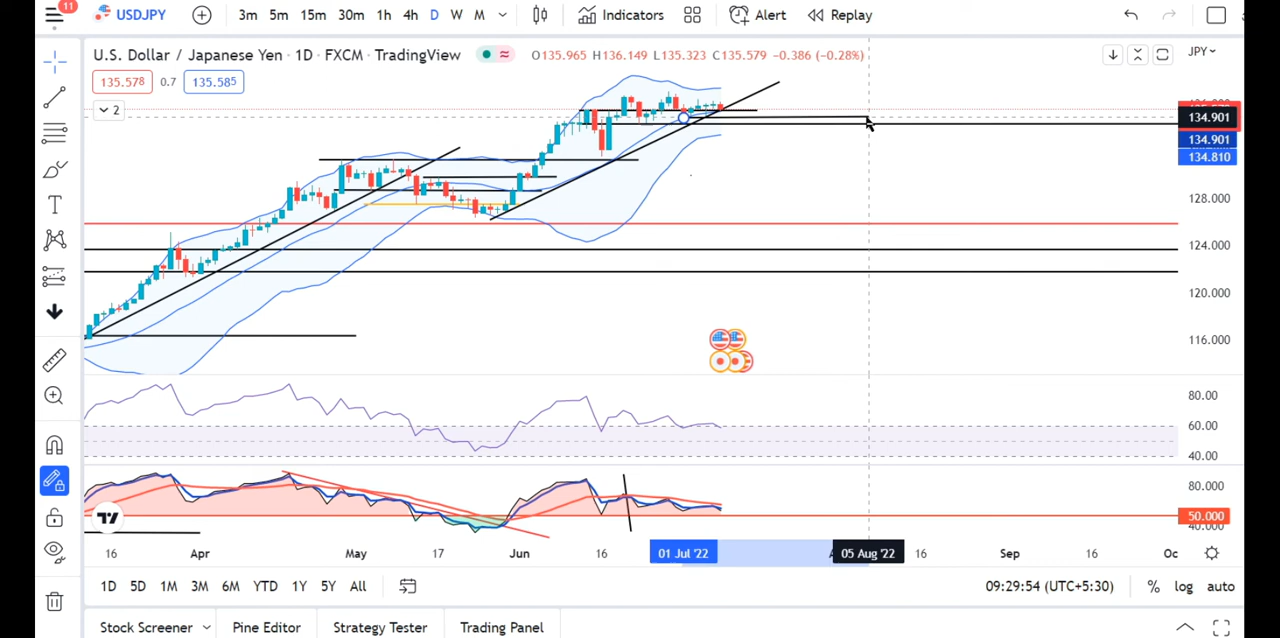 11 USDJPY 3m 5m 15m 30m 1h 4h D W M Indicators Alert Replay
U.S. Dollar / Japanese Yen · 1D · FXCM · TradingView O135.965 H136.149 L135.323 C135.579 -0.386 (-0.28%) JPY
135.578 0.7 135.585
2
134.901
134.901
134.810
128.000
124.000
120.000
116.000
80.00
60.00
40.00
80.000
50.000
40.000
16 Apr May 17 Jun 16 01 Jul '22 05 Aug '22 16 Sep 16 Oc
1D 5D 1M 3M 6M YTD 1Y 5Y All 09:29:54 (UTC+5:30) % log auto
Stock Screener Pine Editor Strategy Tester Trading Panel